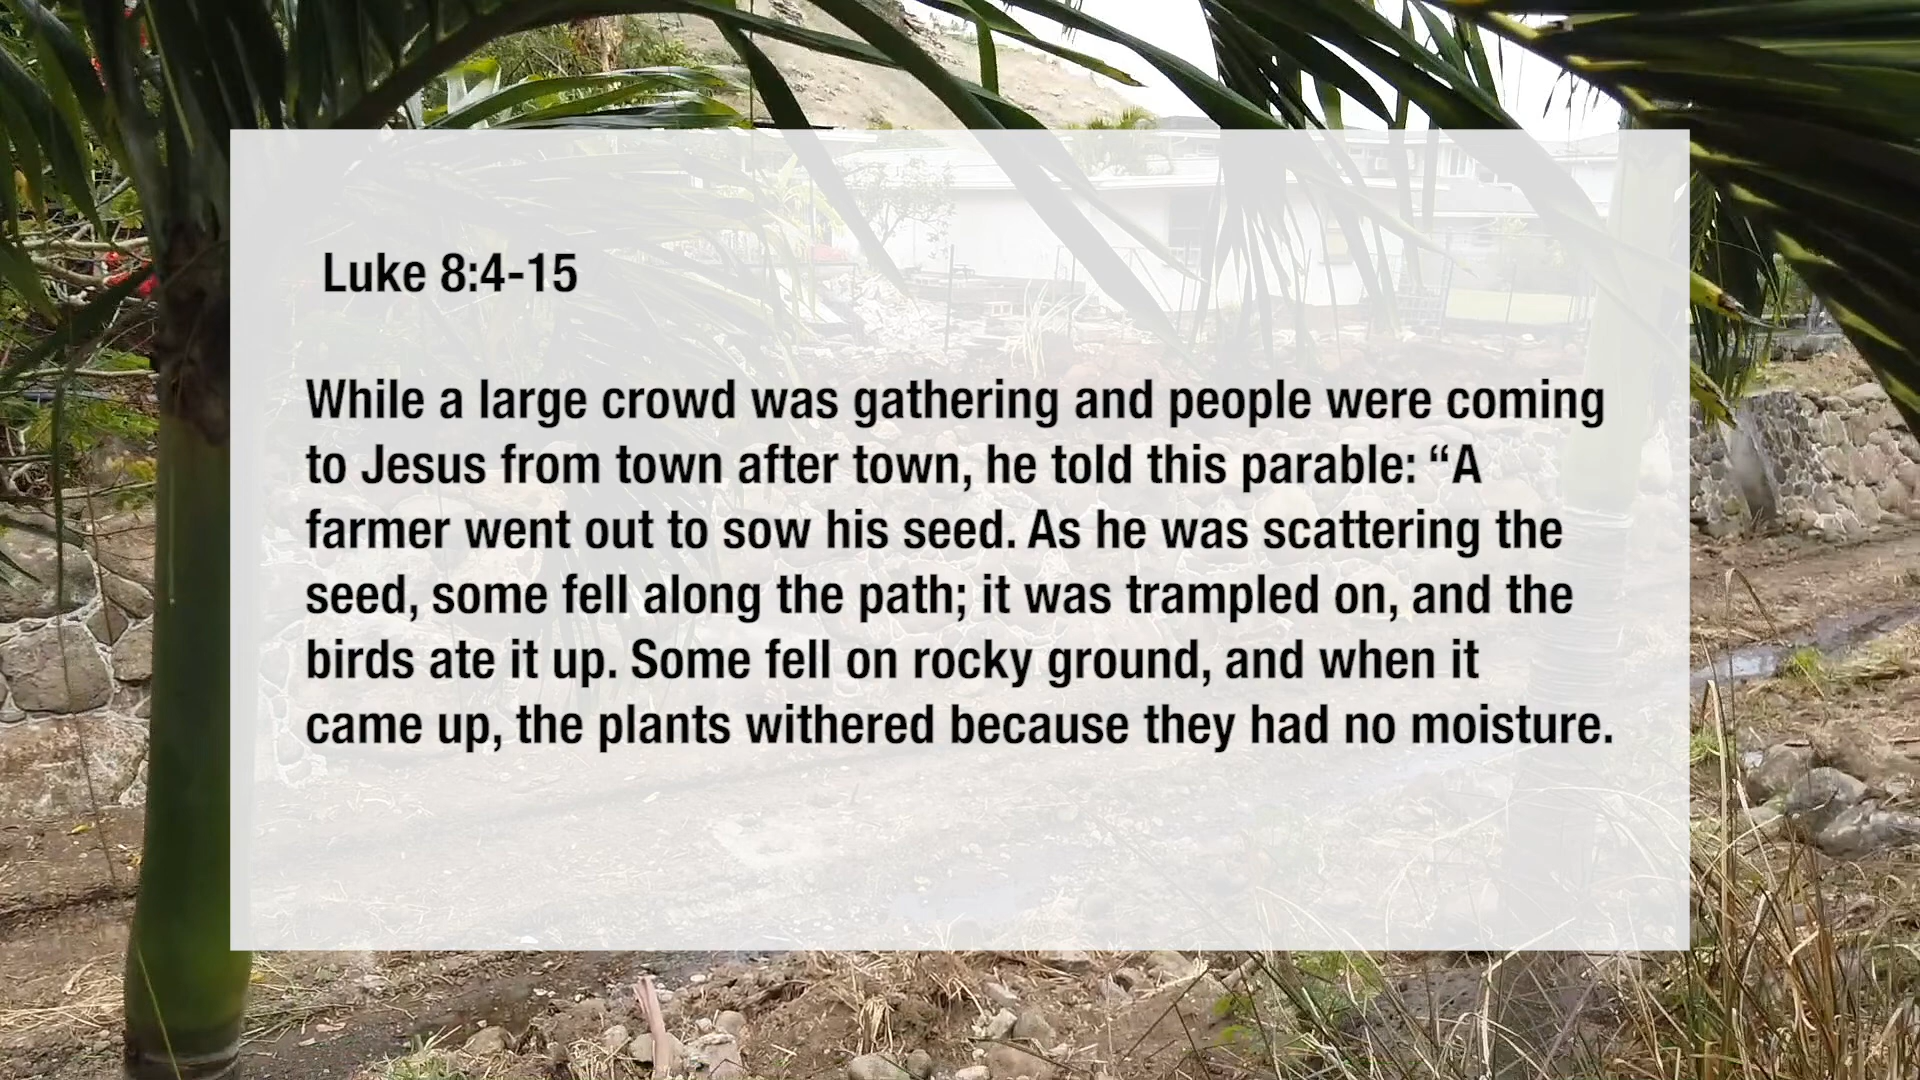 Luke 8:4-15
While a large crowd was gathering and people were coming
to Jesus from town after town, he told this parable: “A
farmer went out to sow his seed. As he was scattering the
seed, some fell along the path; it was trampled on, and the
birds ate it up. Some fell on rocky ground, and when it
came up, the plants withered because they had no moisture.